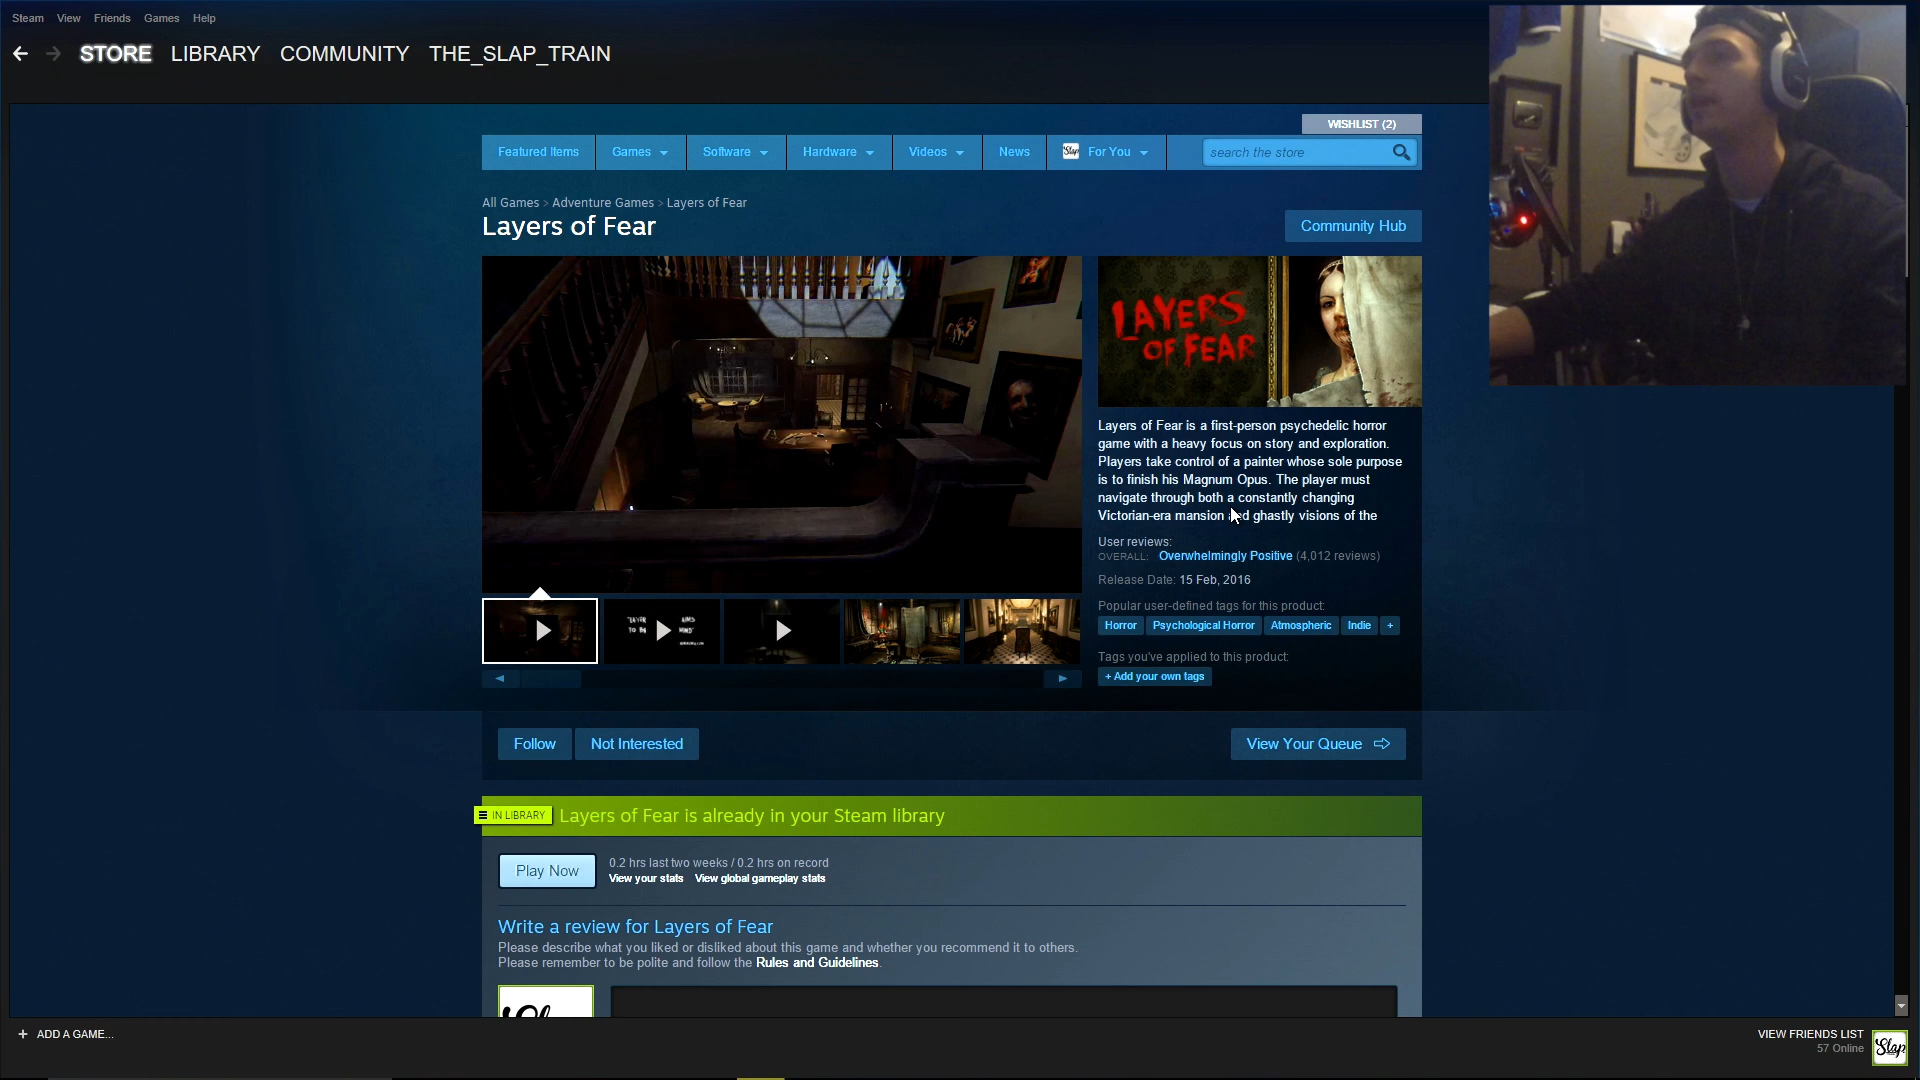 Steam View Friends Games Help
STORE LIBRARY COMMUNITY THE_SLAP_TRAIN
WISHLIST (2)
Featured Items Games Software Hardware Videos News For You search the store
All Games > Adventure Games > Layers of Fear
Layers of Fear
Community Hub
LAYERS
OF FEAR
Layers of Fear is a first-person psychedelic horror
game with a heavy focus on story and exploration.
Players take control of a painter whose sole purpose
is to finish his Magnum Opus. The player must
navigate through both a constantly changing
Victorian-era mansion and ghastly visions of the
User reviews:
OVERALL: Overwhelmingly Positive (4,012 reviews)
Release Date: 15 Feb, 2016
Popular user-defined tags for this product:
Horror Psychological Horror Atmospheric Indie +
Tags you've applied to this product:
+ Add your own tags
Follow Not Interested
View Your Queue
IN LIBRARY Layers of Fear is already in your Steam library
Play Now
0.2 hrs last two weeks / 0.2 hrs on record
View your stats View global gameplay stats
Write a review for Layers of Fear
Please describe what you liked or disliked about this game and whether you recommend it to others.
Please remember to be polite and follow the Rules and Guidelines.
+ ADD A GAME...
VIEW FRIENDS LIST
57 Online
Slap